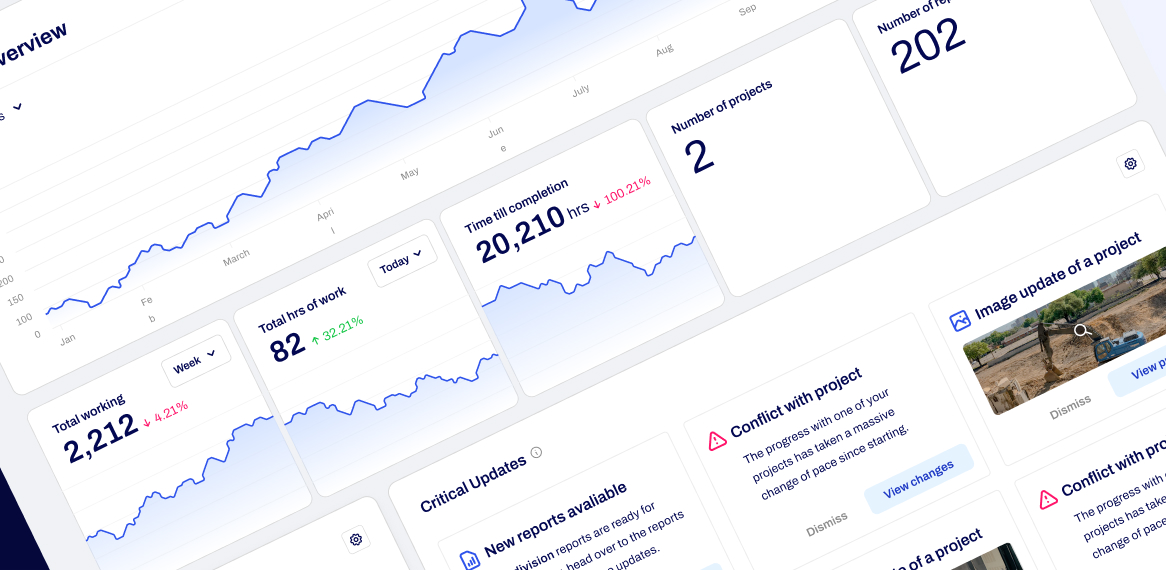 verview
200
150
100
0
Jan
Fe
b
March
Apri
l
May
Jun
e
July
Aug
Sep
Total working
2,212 ↓ 4.21%
Week
Total hrs of work
82 ↑ 32.21%
Today
Time till completion
20,210 hrs ↓ 100.21%
Number of projects
2
Number of rep
202
Critical Updates
New reports avaliable
division reports are ready for
head over to the reports
updates.
Conflict with project
The progress with one of your
projects has taken a massive
change of pace since starting.
Dismiss
View changes
Image update of a project
Dismiss
View pr
Conflict with pro
The progress with
projects has take
change of pace
e of a project